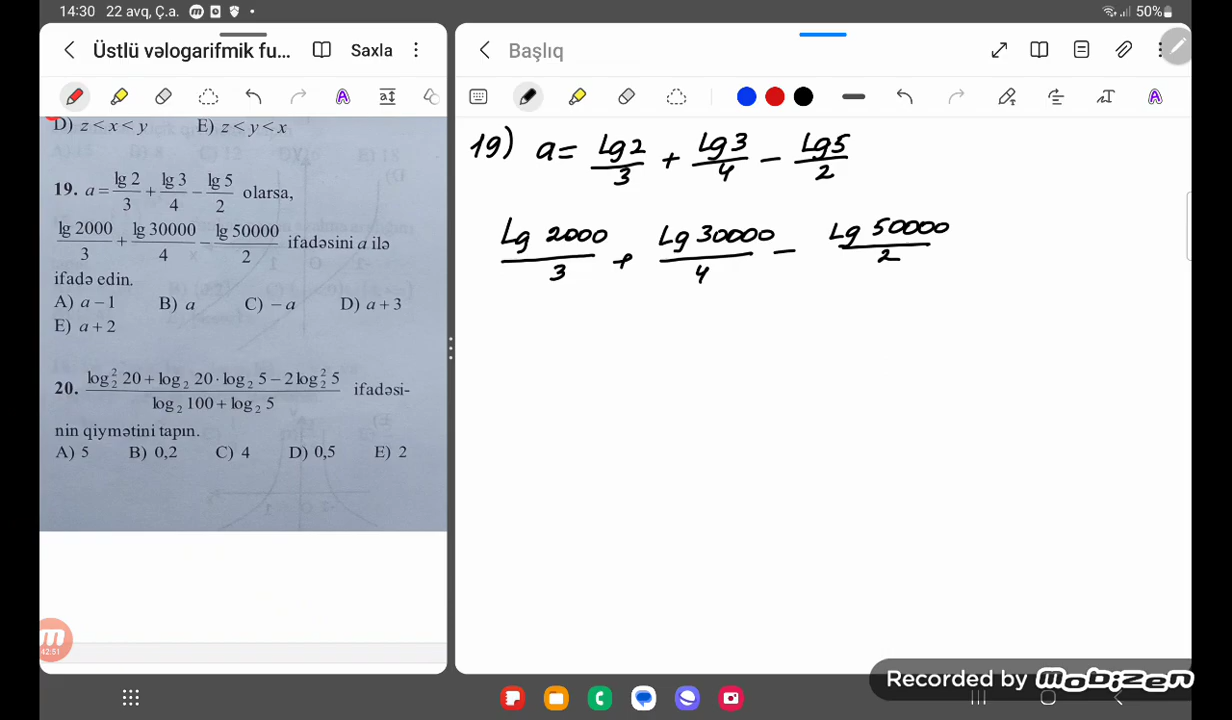 14:30 22 avq, Ç.a. 50%
Üstlü vəlogarifmik fu... Saxla
D) z < x < y E) z < y < x
19. a = lg 2/3 + lg 3/4 − lg 5/2 olarsa,
lg 2000/3 + lg 30000/4 − lg 50000/2 ifadəsini a ilə
ifadə edin.
A) a − 1 B) a C) − a D) a + 3
E) a + 2
20. log₂² 20 + log₂ 20 · log₂ 5 − 2 log₂² 5 / log₂ 100 + log₂ 5 ifadəsi-
nin qiymətini tapın.
A) 5 B) 0,2 C) 4 D) 0,5 E) 2
42:51
Başlıq
19) a = Lg2/3 + Lg3/4 − Lg5/2
Lg 2000/3 + Lg 30000/4 − Lg 50000/2
Recorded by mobizen